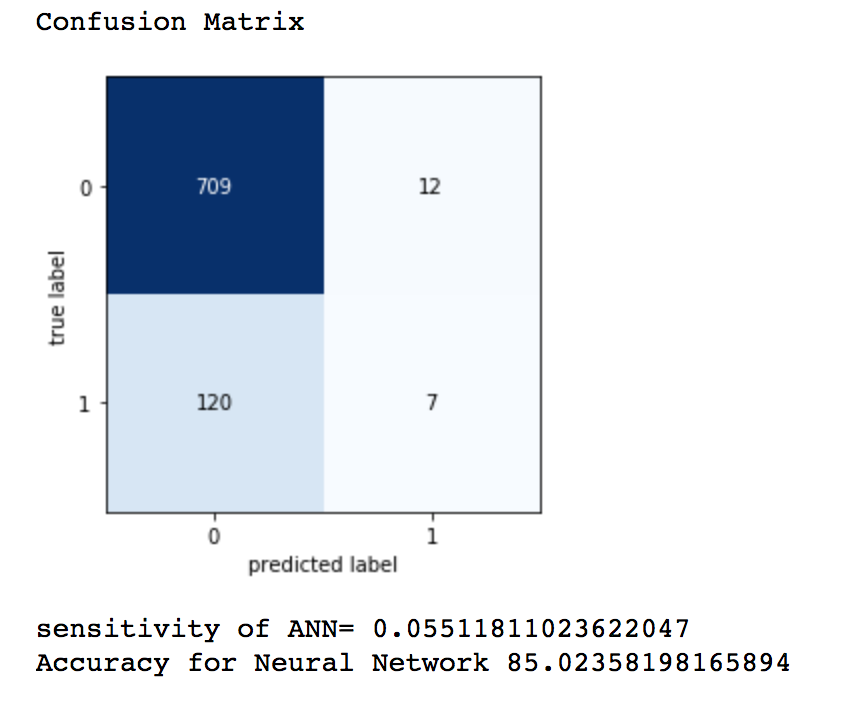 Confusion Matrix
0
709
12
true label
1
120
7
0
1
predicted label
sensitivity of ANN= 0.05511811023622047
Accuracy for Neural Network 85.02358198165894